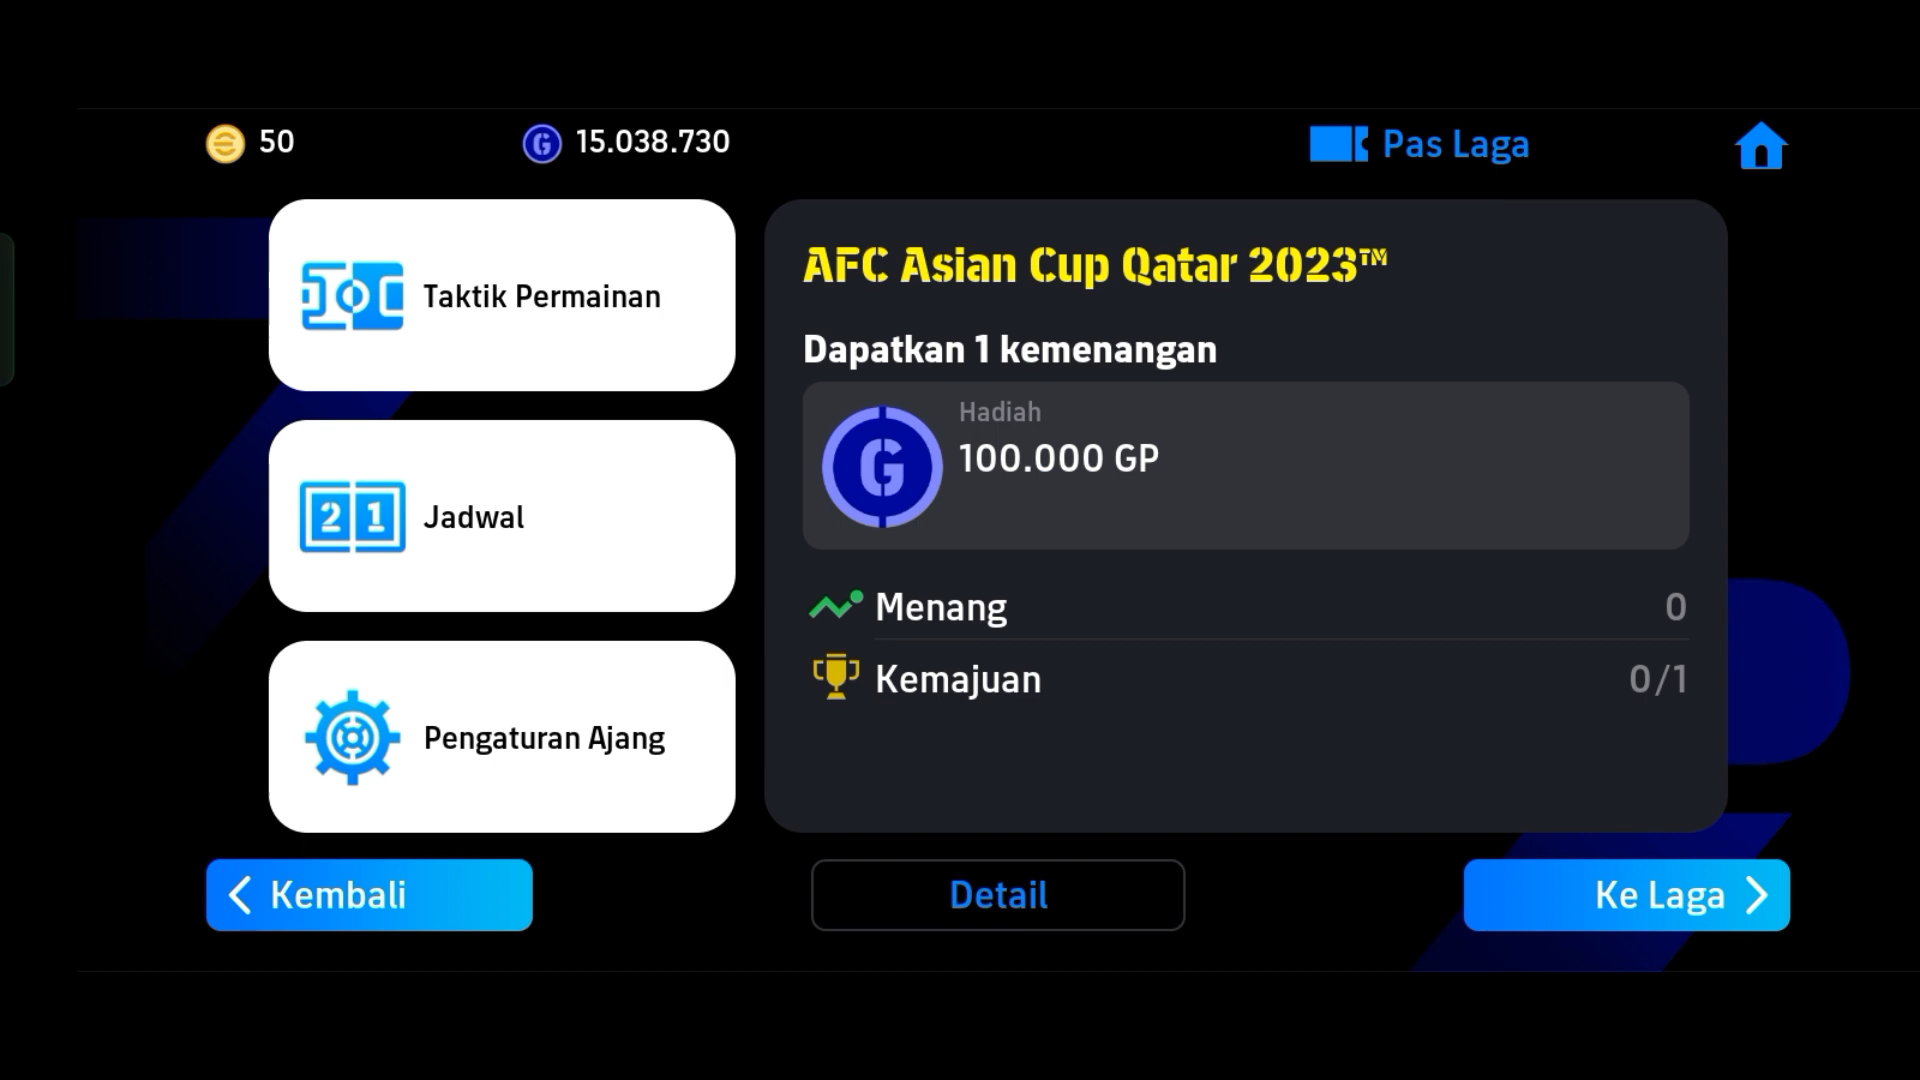 50
15.038.730
Pas Laga
Taktik Permainan
Jadwal
Pengaturan Ajang
AFC Asian Cup Qatar 2023™
Dapatkan 1 kemenangan
Hadiah
100.000 GP
Menang 0
Kemajuan 0/1
Kembali
Detail
Ke Laga